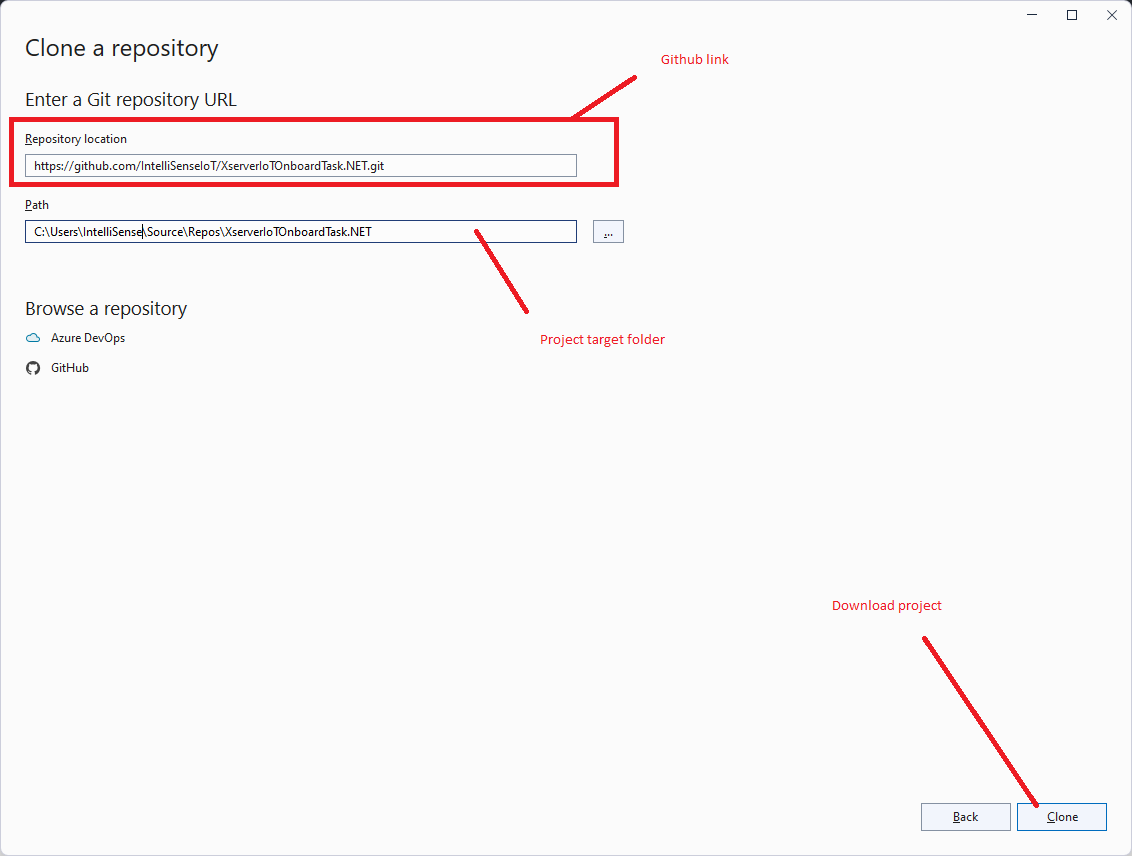 Clone a repository
Github link
Enter a Git repository URL
Repository location
https://github.com/IntelliSenseIoT/XserverIoTOnboardTask.NET.git
Path
C:\Users\IntelliSense\Source\Repos\XserverIoTOnboardTask.NET
...
Browse a repository
Azure DevOps
Project target folder
GitHub
Download project
Back
Clone